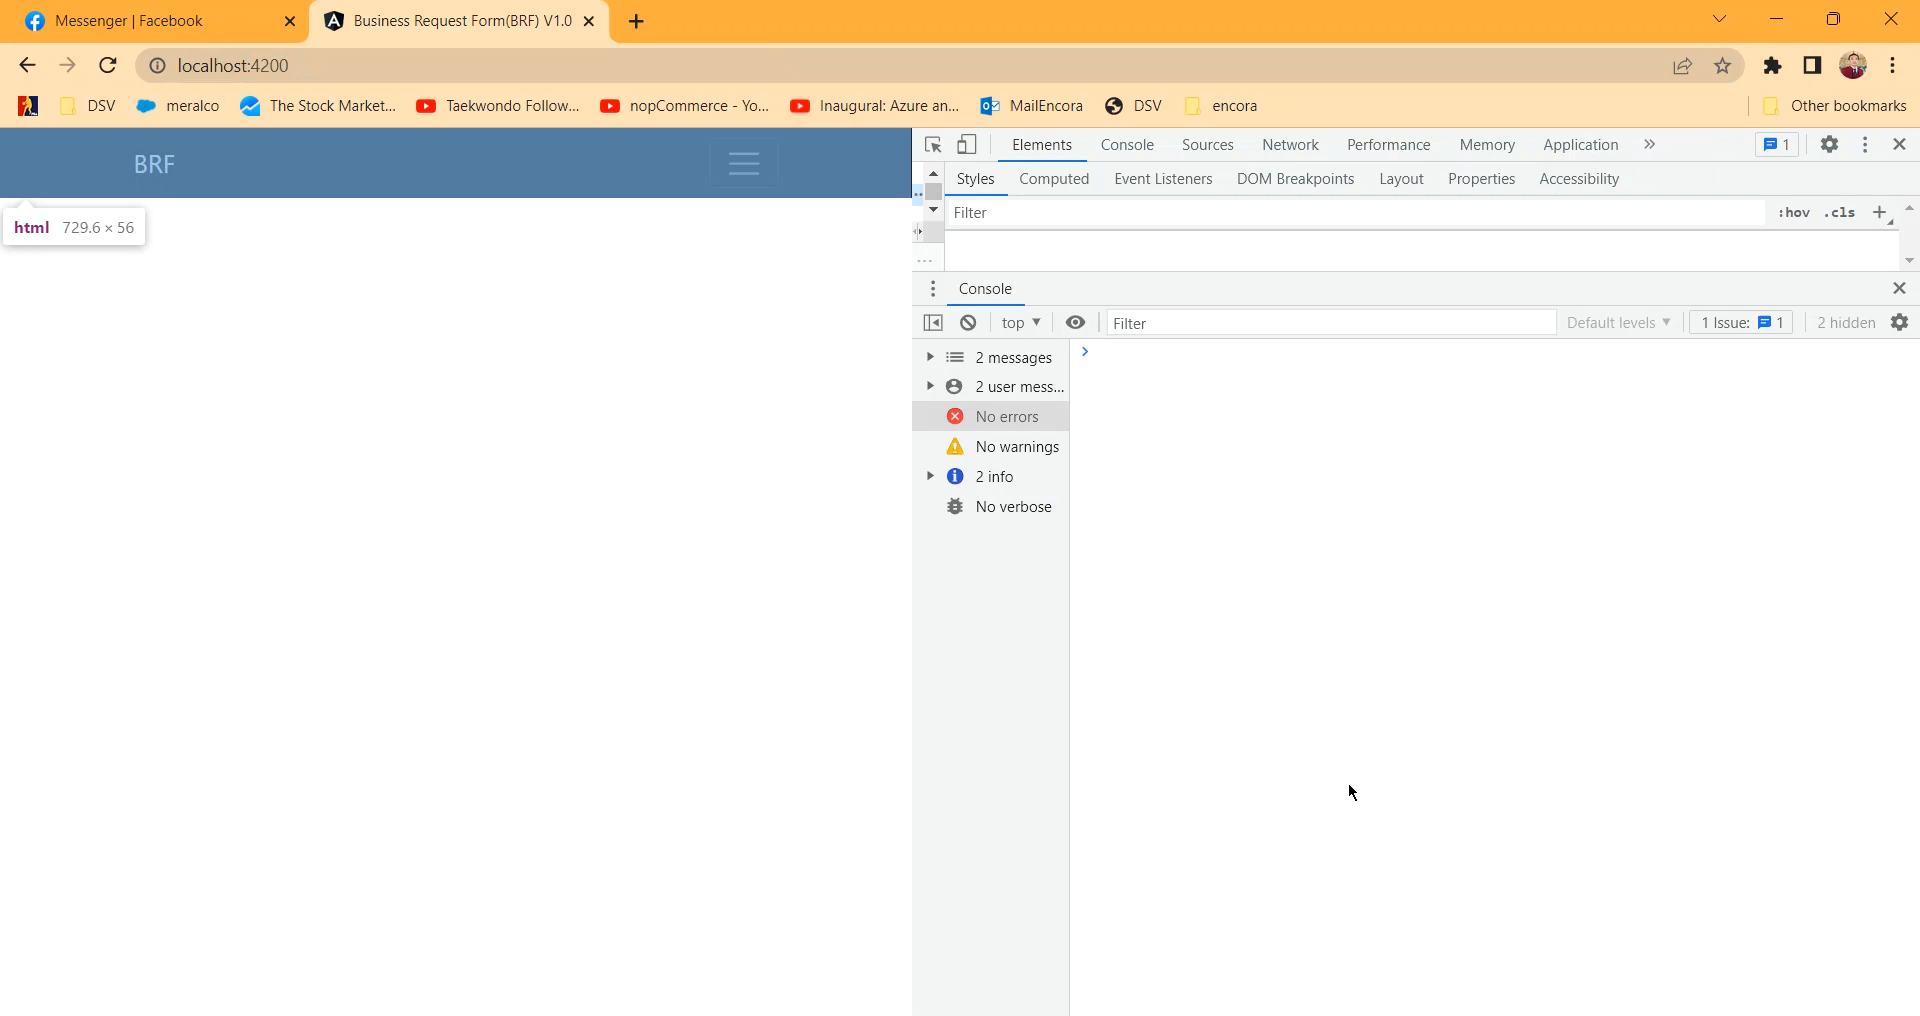 Messenger | Facebook
Business Request Form(BRF) V1.0
localhost:4200
DSV
meralco
The Stock Market...
Taekwondo Follow...
nopCommerce - Yo...
Inaugural: Azure an...
MailEncora
DSV
encora
Other bookmarks
BRF
html 729.6 × 56
Elements
Console
Sources
Network
Performance
Memory
Application
1
Styles
Computed
Event Listeners
DOM Breakpoints
Layout
Properties
Accessibility
Filter
:hov
.cls
...
Console
top
Filter
Default levels
1 Issue: 1
2 hidden
2 messages
2 user mess...
No errors
No warnings
2 info
No verbose